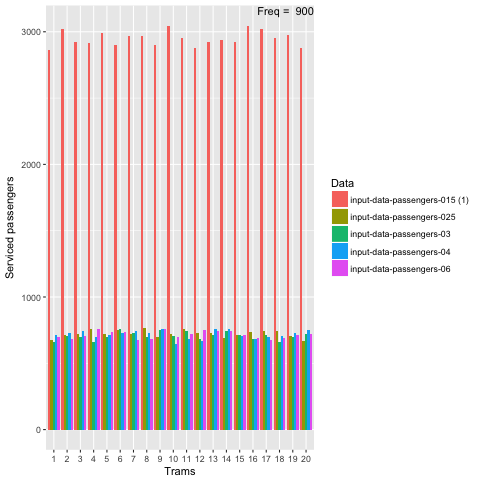 Freq =  900
3000
2000
1000
0
Serviced passengers
1 2 3 4 5 6 7 8 9 10 11 12 13 14 15 16 17 18 19 20
Trams
Data
input-data-passengers-015 (1)
input-data-passengers-025
input-data-passengers-03
input-data-passengers-04
input-data-passengers-06